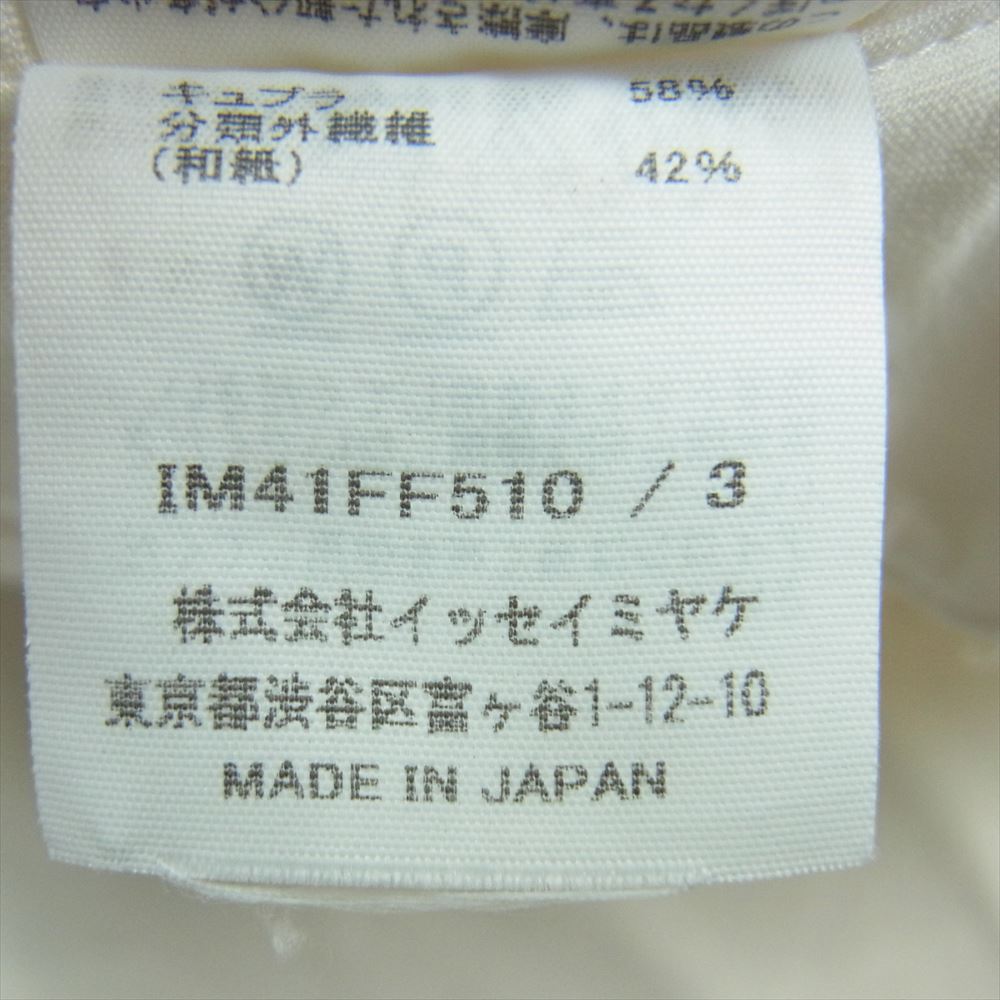 キュプラ 58%
分類外繊維
(和紙) 42%
IM41FF510 / 3
株式会社イッセイミヤケ
東京都渋谷区富ヶ谷1-12-10
MADE IN JAPAN